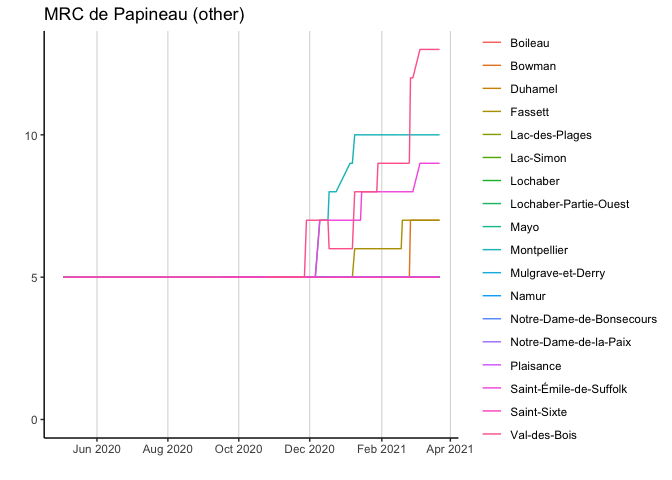 MRC de Papineau (other)
10
5
0
Jun 2020
Aug 2020
Oct 2020
Dec 2020
Feb 2021
Apr 2021
Boileau
Bowman
Duhamel
Fassett
Lac-des-Plages
Lac-Simon
Lochaber
Lochaber-Partie-Ouest
Mayo
Montpellier
Mulgrave-et-Derry
Namur
Notre-Dame-de-Bonsecours
Notre-Dame-de-la-Paix
Plaisance
Saint-Émile-de-Suffolk
Saint-Sixte
Val-des-Bois